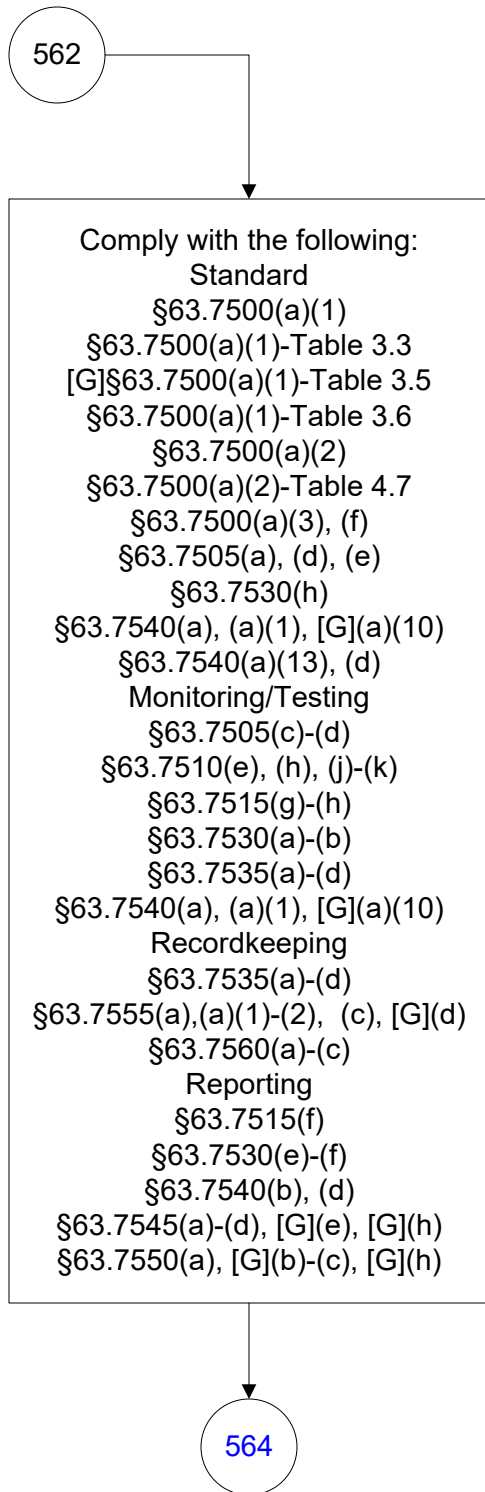 562
Comply with the following:
Standard
§63.7500(a)(1)
§63.7500(a)(1)-Table 3.3
[G]§63.7500(a)(1)-Table 3.5
§63.7500(a)(1)-Table 3.6
§63.7500(a)(2)
§63.7500(a)(2)-Table 4.7
§63.7500(a)(3), (f)
§63.7505(a), (d), (e)
§63.7530(h)
§63.7540(a), (a)(1), [G](a)(10)
§63.7540(a)(13), (d)
Monitoring/Testing
§63.7505(c)-(d)
§63.7510(e), (h), (j)-(k)
§63.7515(g)-(h)
§63.7530(a)-(b)
§63.7535(a)-(d)
§63.7540(a), (a)(1), [G](a)(10)
Recordkeeping
§63.7535(a)-(d)
§63.7555(a),(a)(1)-(2),  (c), [G](d)
§63.7560(a)-(c)
Reporting
§63.7515(f)
§63.7530(e)-(f)
§63.7540(b), (d)
§63.7545(a)-(d), [G](e), [G](h)
§63.7550(a), [G](b)-(c), [G](h)
564